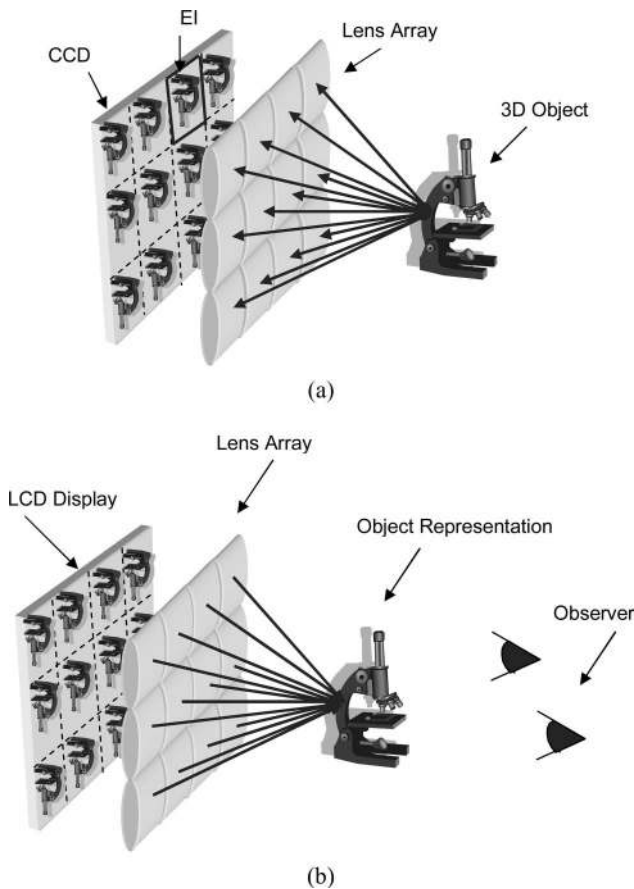 EI
Lens Array
CCD
3D Object
(a)
Lens Array
LCD Display
Object Representation
Observer
(b)